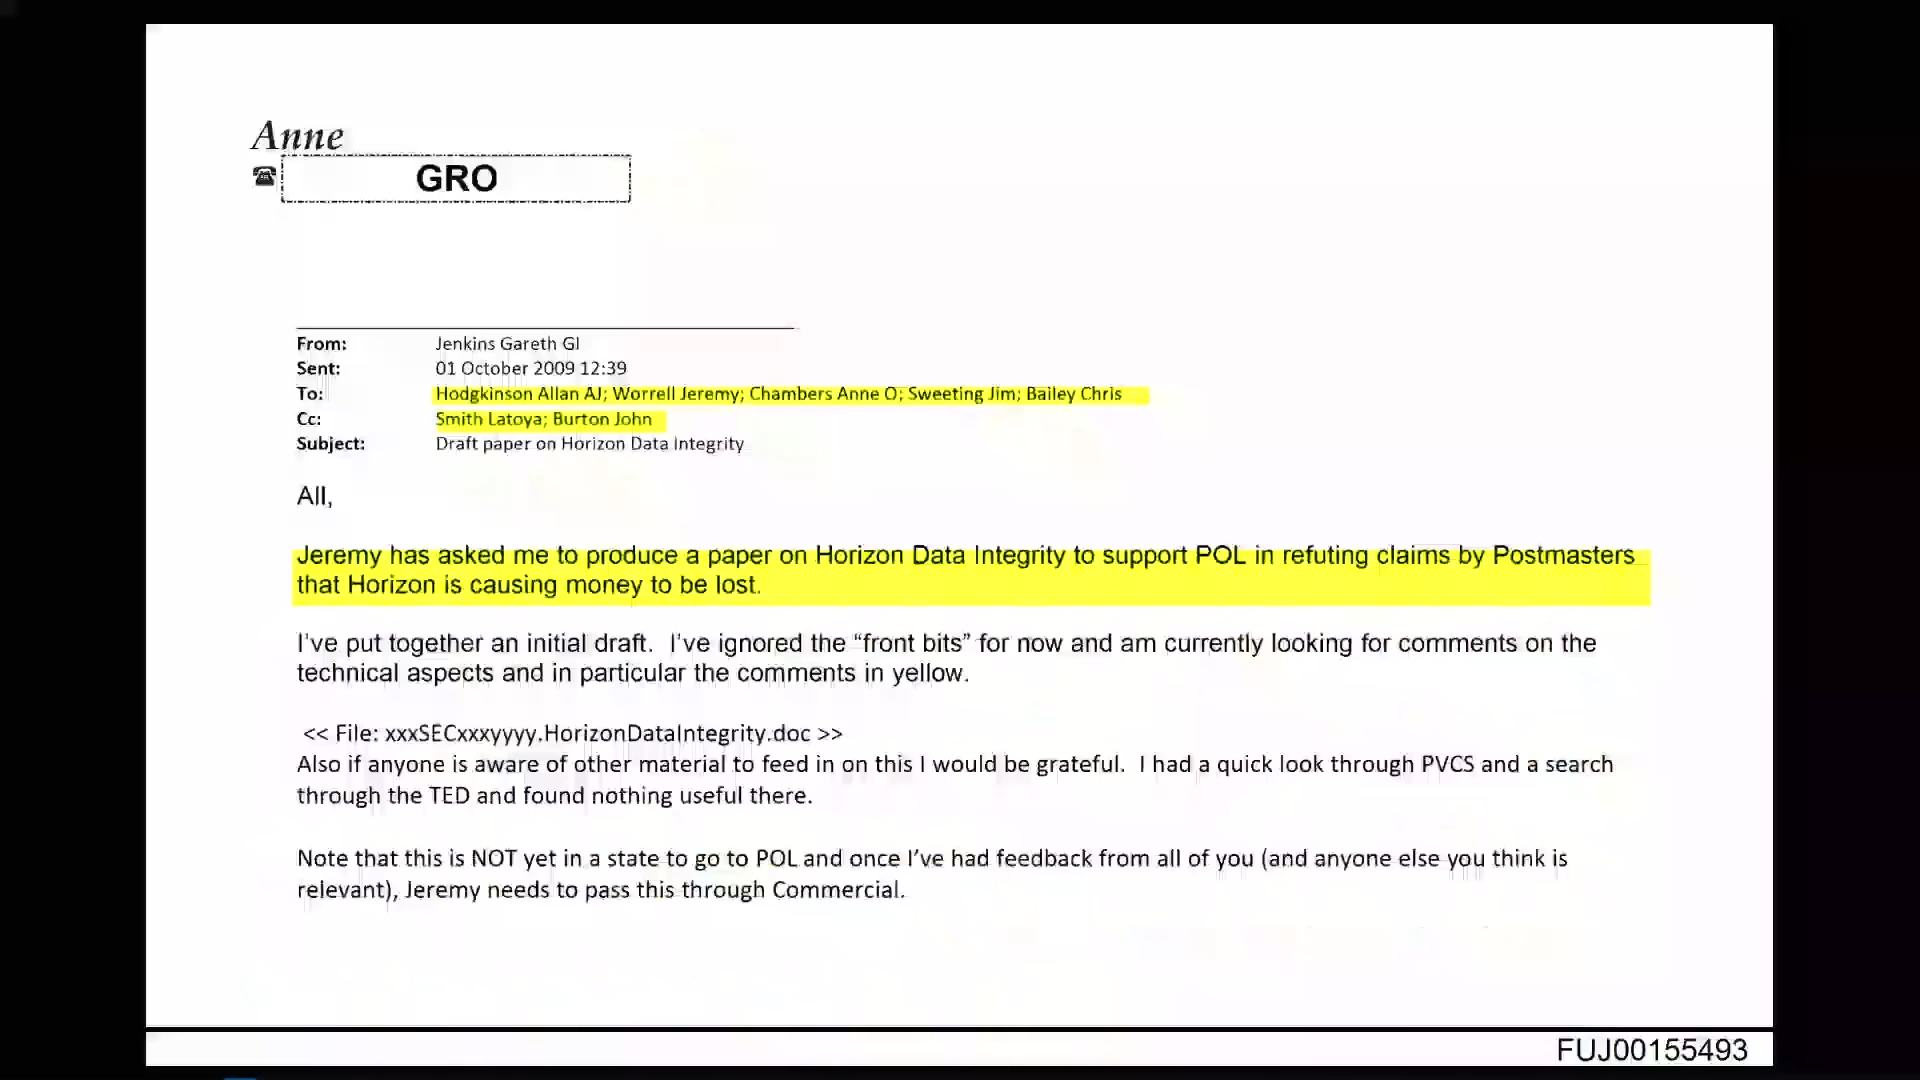 Anne
GRO
From: Jenkins Gareth GI
Sent: 01 October 2009 12:39
To: Hodgkinson Allan AJ; Worrell Jeremy; Chambers Anne O; Sweeting Jim; Bailey Chris
Cc: Smith Latoya; Burton John
Subject: Draft paper on Horizon Data Integrity
All,
Jeremy has asked me to produce a paper on Horizon Data Integrity to support POL in refuting claims by Postmasters
that Horizon is causing money to be lost.
I've put together an initial draft. I've ignored the “front bits” for now and am currently looking for comments on the
technical aspects and in particular the comments in yellow.
<< File: xxxSECxxxyyyy.HorizonDataIntegrity.doc >>
Also if anyone is aware of other material to feed in on this I would be grateful. I had a quick look through PVCS and a search
through the TED and found nothing useful there.
Note that this is NOT yet in a state to go to POL and once I've had feedback from all of you (and anyone else you think is
relevant), Jeremy needs to pass this through Commercial.
FUJ00155493